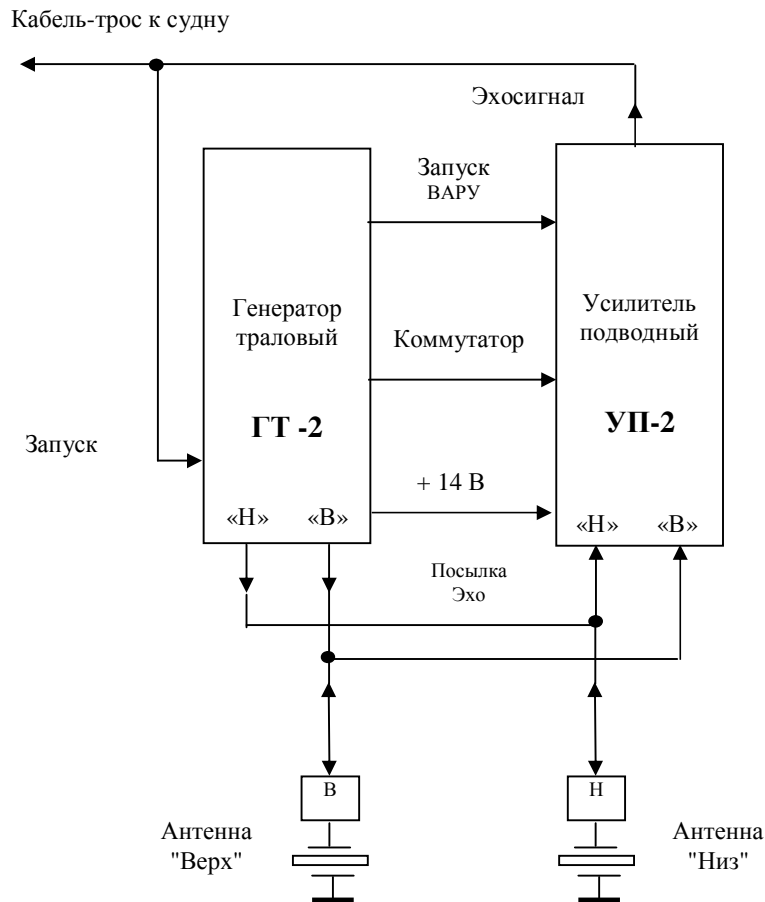 Кабель-трос к судну
Эхосигнал
Запуск
ВАРУ
Генератор
траловый
ГТ -2
Коммутатор
Усилитель
подводный
УП-2
Запуск
+ 14 В
«Н» «В»
«Н» «В»
Посылка
Эхо
В
Н
Антенна
"Верх"
Антенна
"Низ"